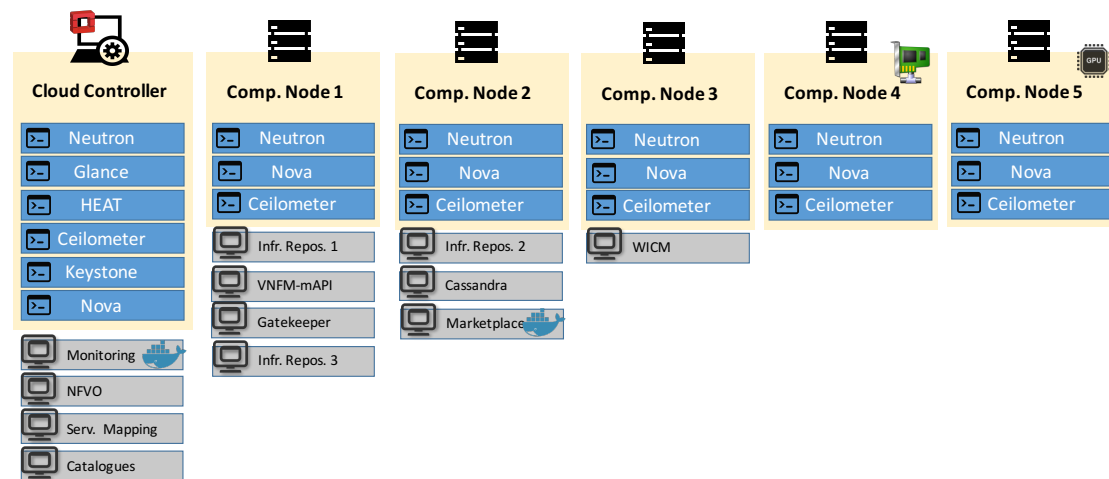 Cloud Controller
Neutron
Glance
HEAT
Ceilometer
Keystone
Nova
Monitoring
NFVO
Serv. Mapping
Catalogues
Comp. Node 1
Neutron
Nova
Ceilometer
Infr. Repos. 1
VNFM-mAPI
Gatekeeper
Infr. Repos. 3
Comp. Node 2
Neutron
Nova
Ceilometer
Infr. Repos. 2
Cassandra
Marketplace
Comp. Node 3
Neutron
Nova
Ceilometer
WICM
Comp. Node 4
Neutron
Nova
Ceilometer
GPU
Comp. Node 5
Neutron
Nova
Ceilometer